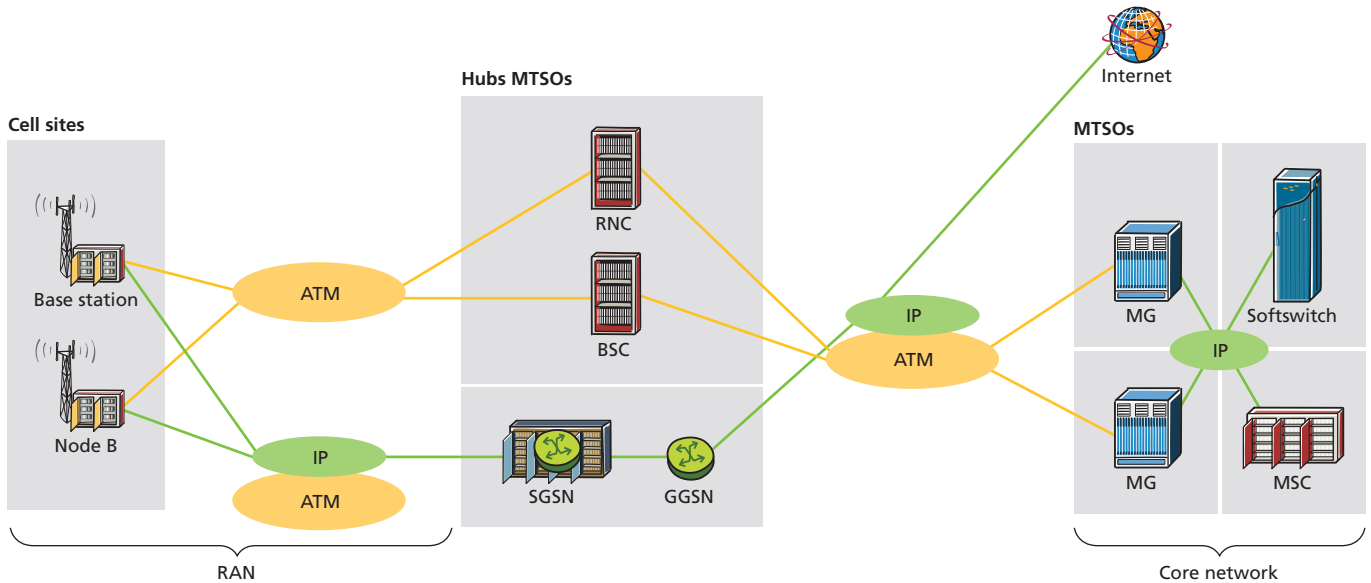 Internet
Hubs MTSOs
Cell sites
MTSOs
RNC
Base station
ATM
BSC
IP
ATM
MG
Softswitch
IP
Node B
IP
ATM
SGSN
GGSN
MG
MSC
RAN
Core network